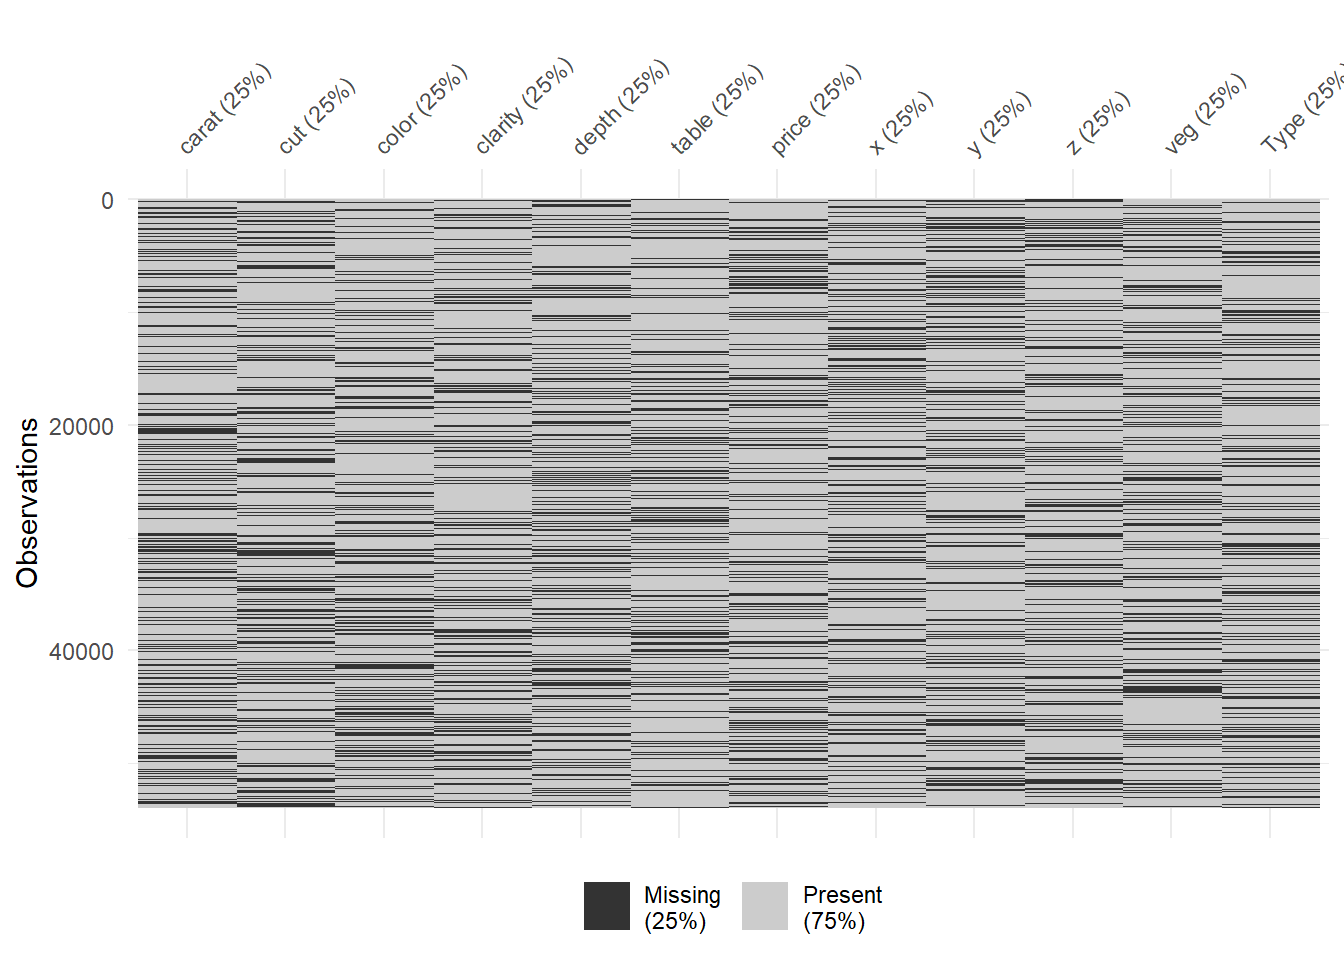 carat (25%)
cut (25%)
color (25%)
clarity (25%)
depth (25%)
table (25%)
price (25%)
x (25%)
y (25%)
z (25%)
veg (25%)
Type (25%
0
20000
40000
Observations
Missing
(25%)
Present
(75%)